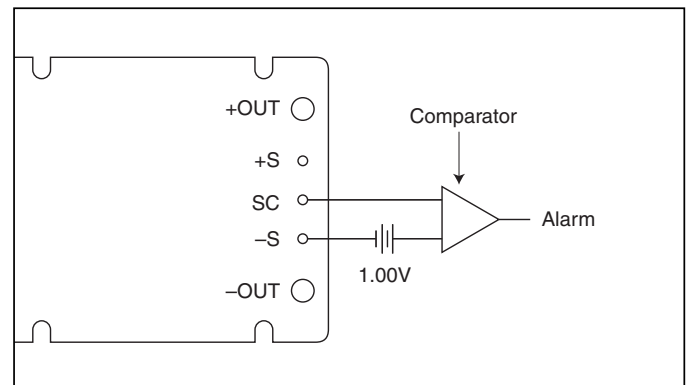 +OUT
Comparator
+S
SC
Alarm
–S
1.00V
–OUT